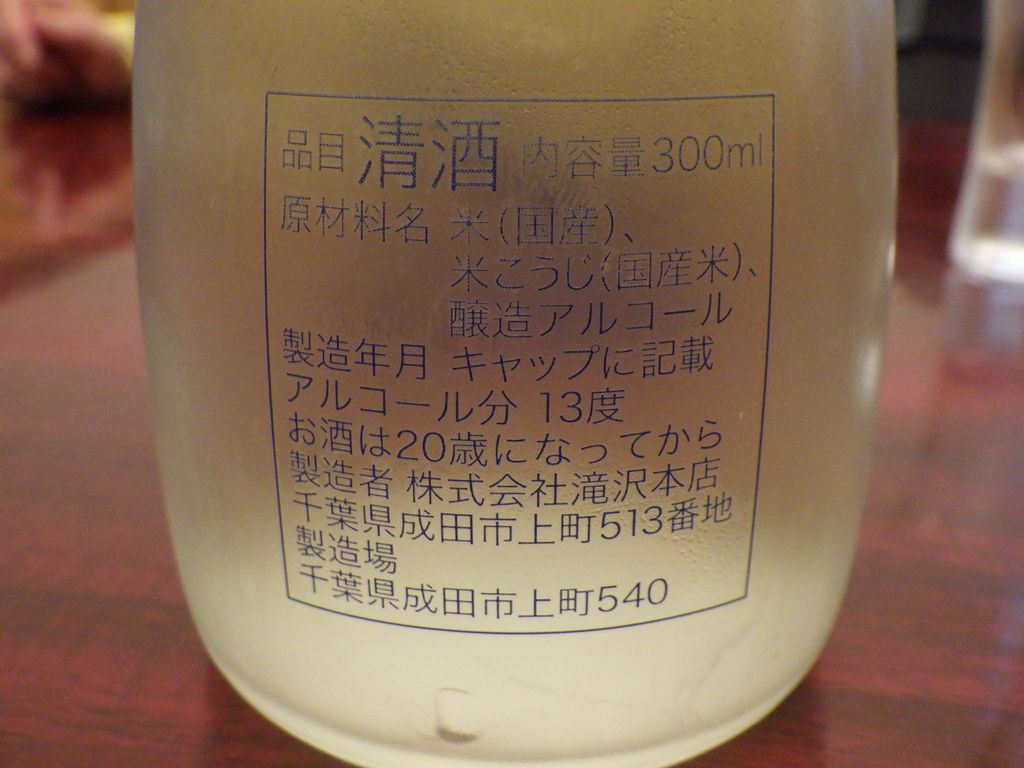 品目 清酒 内容量300ml
原材料名 米(国産)、
米こうじ(国産米)、
醸造アルコール
製造年月 キャップに記載
アルコール分 13度
お酒は20歳になってから
製造者 株式会社滝沢本店
千葉県成田市上町513番地
製造場
千葉県成田市上町540